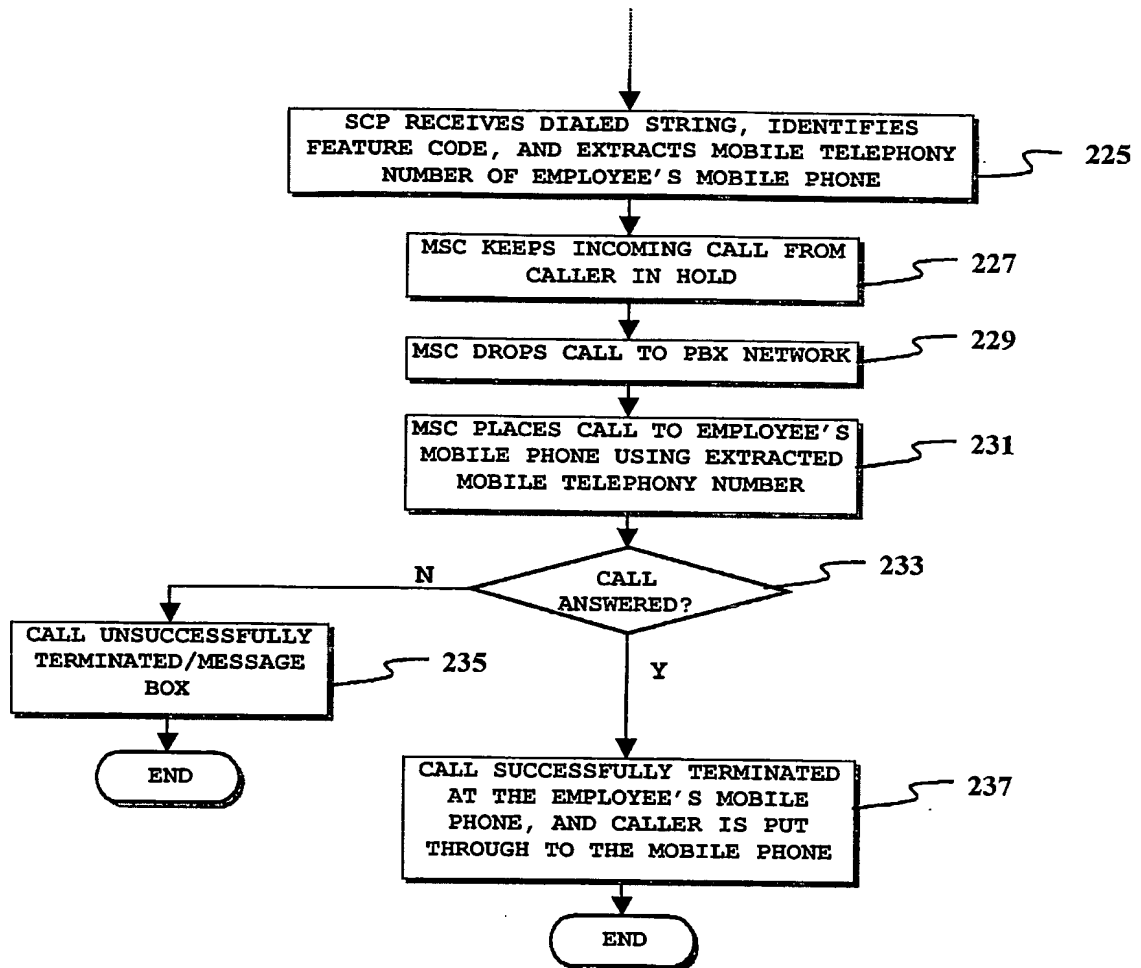 SCP RECEIVES DIALED STRING, IDENTIFIES
FEATURE CODE, AND EXTRACTS MOBILE TELEPHONY
NUMBER OF EMPLOYEE'S MOBILE PHONE
225
MSC KEEPS INCOMING CALL FROM
CALLER IN HOLD
227
MSC DROPS CALL TO PBX NETWORK
229
MSC PLACES CALL TO EMPLOYEE'S
MOBILE PHONE USING EXTRACTED
MOBILE TELEPHONY NUMBER
231
CALL
ANSWERED?
233
N
CALL UNSUCCESSFULLY
TERMINATED/MESSAGE
BOX
235
END
Y
CALL SUCCESSFULLY TERMINATED
AT THE EMPLOYEE'S MOBILE
PHONE, AND CALLER IS PUT
THROUGH TO THE MOBILE PHONE
237
END